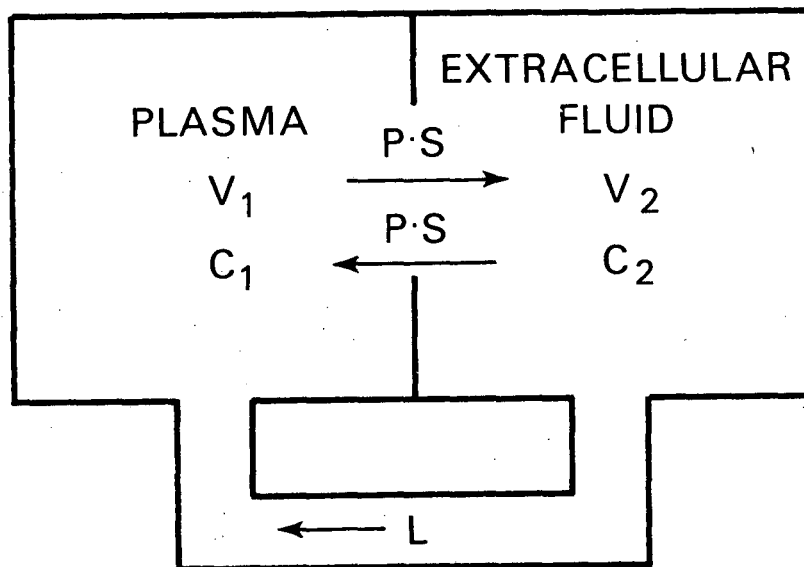 PLASMA
V1
C1
P·S
P·S
EXTRACELLULAR
FLUID
V2
C2
L